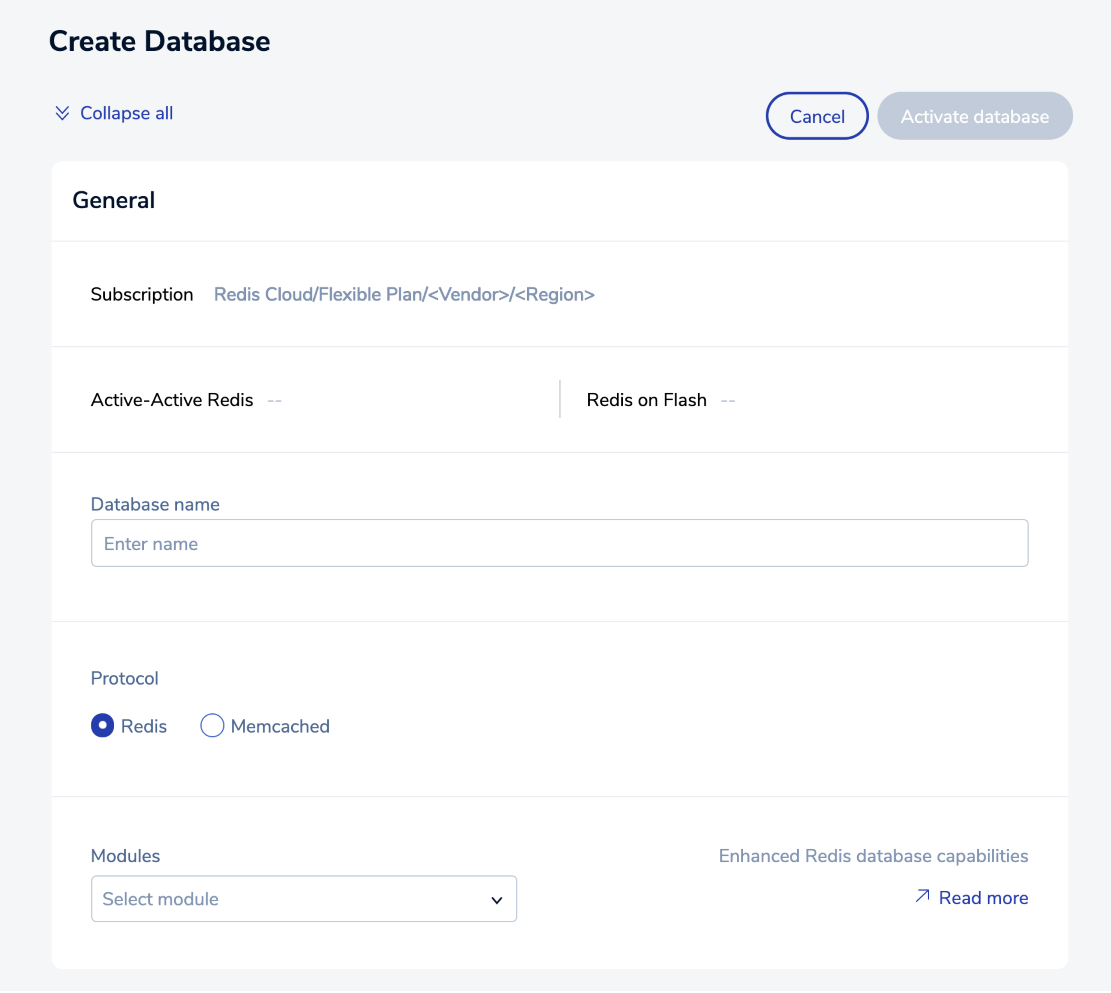 Create Database
Collapse all
Cancel
Activate database
General
Subscription Redis Cloud/Flexible Plan/<Vendor>/<Region>
Active-Active Redis -- Redis on Flash --
Database name
Enter name
Protocol
Redis Memcached
Modules Enhanced Redis database capabilities
Select module Read more